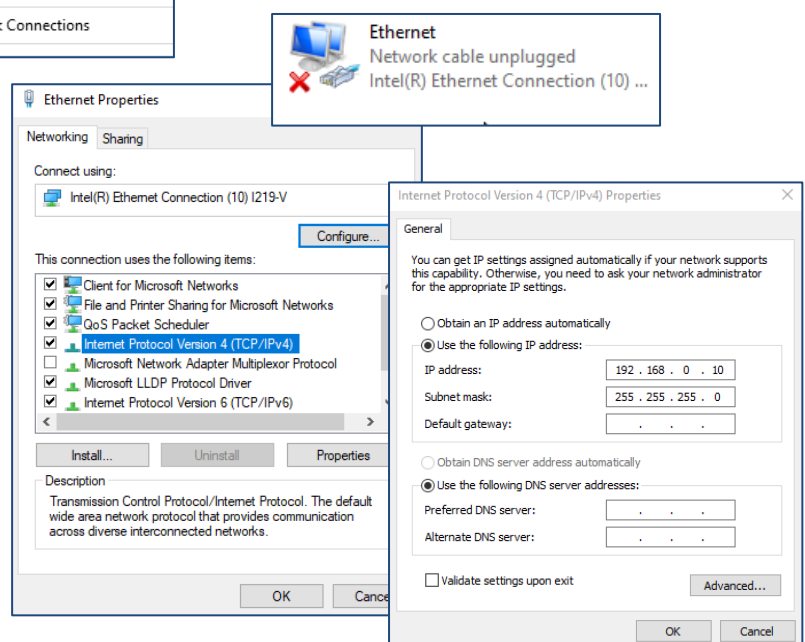 Connections
Ethernet
Network cable unplugged
Intel(R) Ethernet Connection (10) ...
Ethernet Properties
Networking
Sharing
Connect using:
Intel(R) Ethernet Connection (10) I219-V
Configure...
This connection uses the following items:
Client for Microsoft Networks
File and Printer Sharing for Microsoft Networks
QoS Packet Scheduler
Internet Protocol Version 4 (TCP/IPv4)
Microsoft Network Adapter Multiplexor Protocol
Microsoft LLDP Protocol Driver
Internet Protocol Version 6 (TCP/IPv6)
Install...
Uninstall
Properties
Description
Transmission Control Protocol/Internet Protocol. The default
wide area network protocol that provides communication
across diverse interconnected networks.
OK
Cance
Internet Protocol Version 4 (TCP/IPv4) Properties
General
You can get IP settings assigned automatically if your network supports
this capability. Otherwise, you need to ask your network administrator
for the appropriate IP settings.
Obtain an IP address automatically
Use the following IP address:
IP address:
192 . 168 . 0 . 10
Subnet mask:
255 . 255 . 255 . 0
Default gateway:
. . .
Obtain DNS server address automatically
Use the following DNS server addresses:
Preferred DNS server:
. . .
Alternate DNS server:
. . .
Validate settings upon exit
Advanced...
OK
Cancel